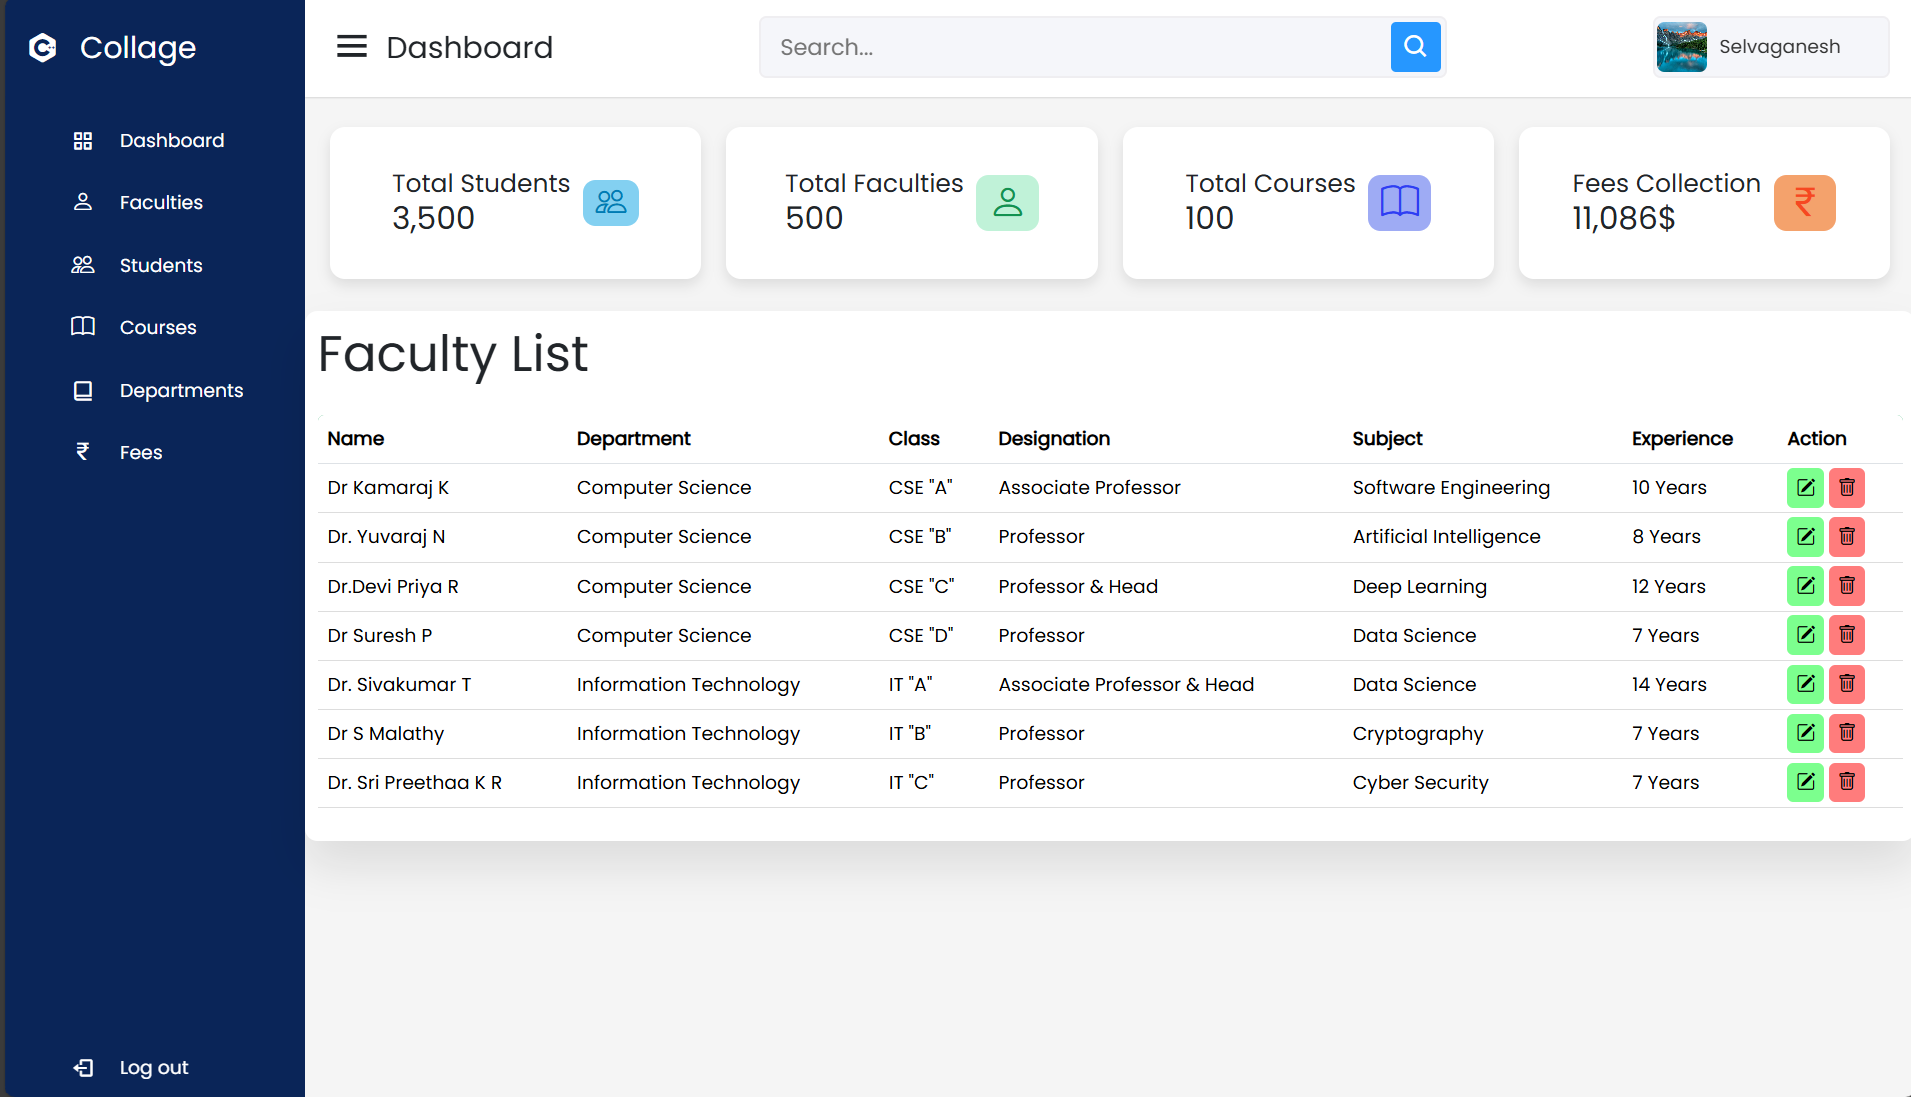 Collage
Dashboard
Faculties
Students
Courses
Departments
Fees
Log out
Dashboard
Search...
Selvaganesh
Total Students
3,500
Total Faculties
500
Total Courses
100
Fees Collection
11,086$
Faculty List
Name Department Class Designation Subject Experience Action
Dr Kamaraj K Computer Science CSE "A" Associate Professor Software Engineering 10 Years
Dr. Yuvaraj N Computer Science CSE "B" Professor Artificial Intelligence 8 Years
Dr.Devi Priya R Computer Science CSE "C" Professor & Head Deep Learning 12 Years
Dr Suresh P Computer Science CSE "D" Professor Data Science 7 Years
Dr. Sivakumar T Information Technology IT "A" Associate Professor & Head Data Science 14 Years
Dr S Malathy Information Technology IT "B" Professor Cryptography 7 Years
Dr. Sri Preethaa K R Information Technology IT "C" Professor Cyber Security 7 Years